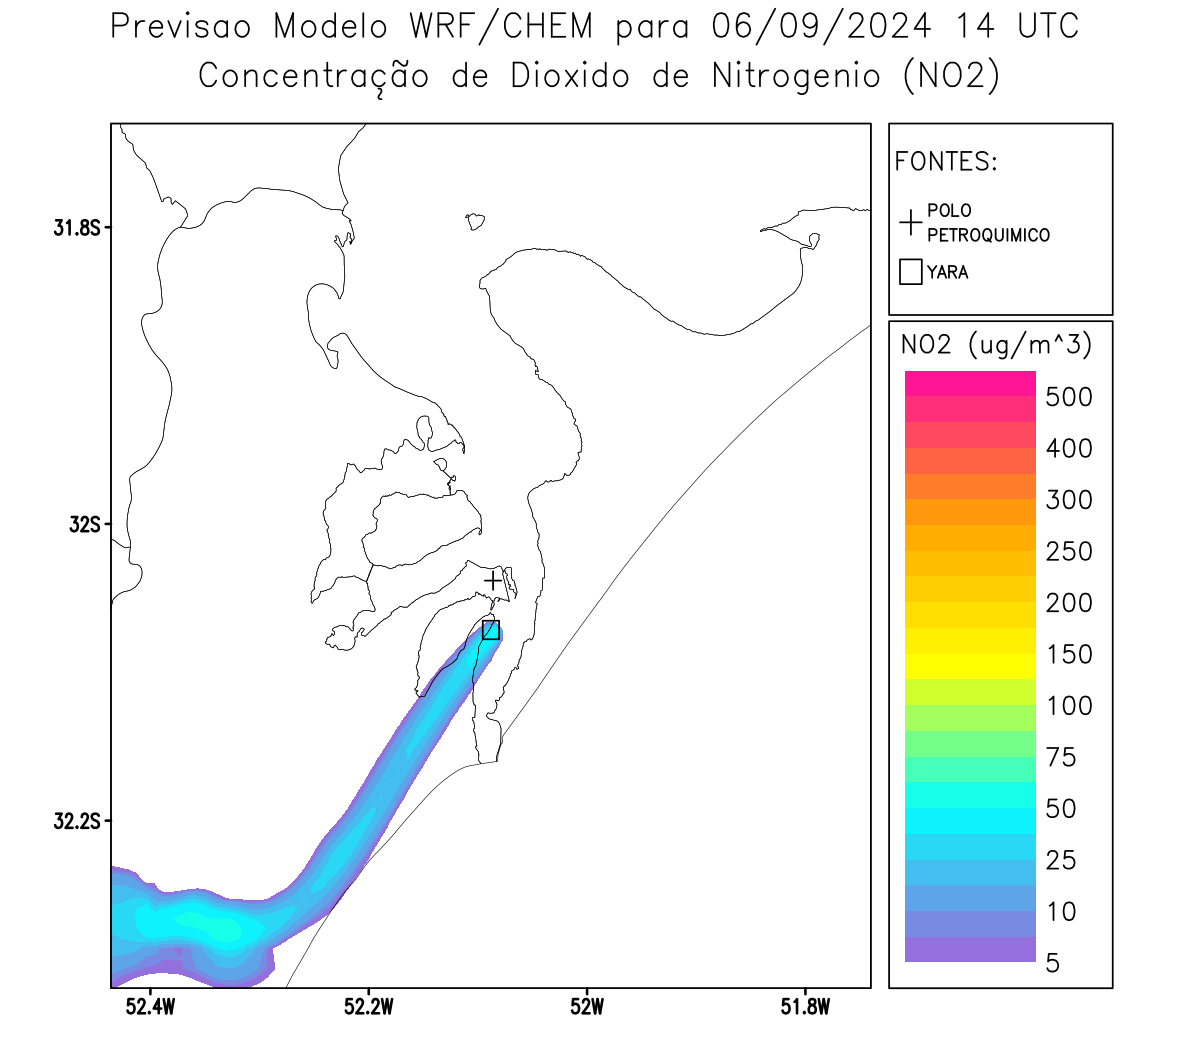 Previsao Modelo WRF/CHEM para 06/09/2024 14 UTC
Concentração de Dioxido de Nitrogenio (NO2)
FONTES:
POLO
PETROQUIMICO
YARA
NO2 (ug/m^3)
500
400
300
250
200
150
100
75
50
25
10
5
31.8S
32S
32.2S
52.4W
52.2W
52W
51.8W